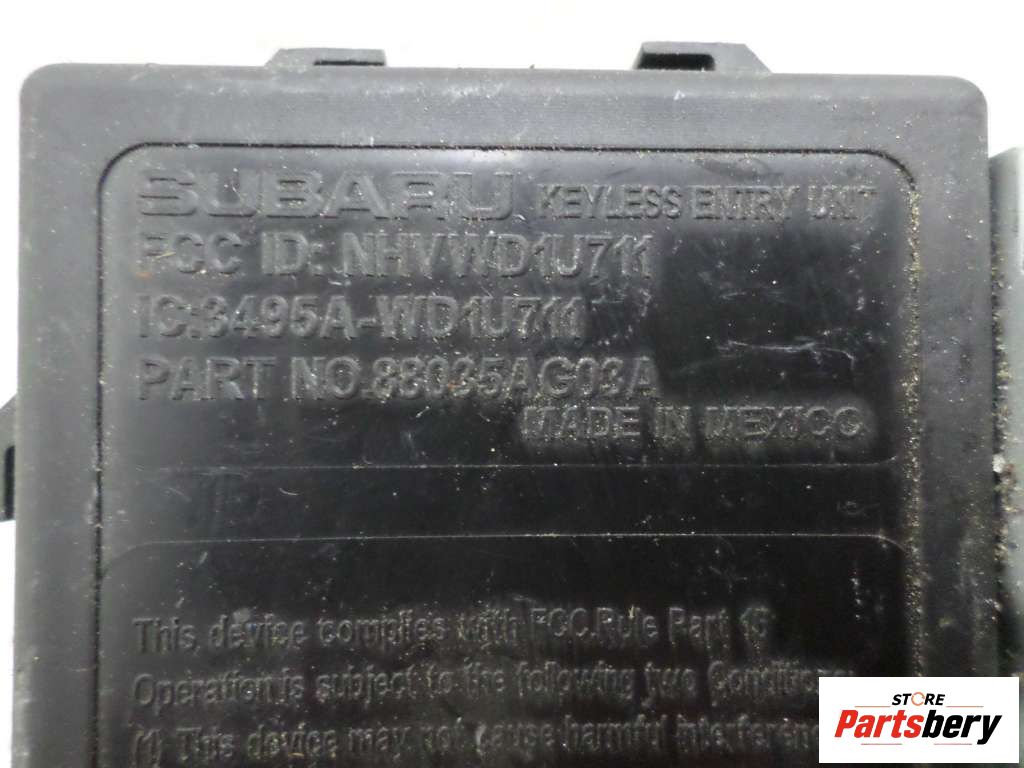 SUBARU KEYLESS ENTRY UNIT
FCC ID: NHVWD1U711
IC:3495A-WD1U711
PART NO.88035AG03A
MADE IN MEXICO
This device complies with FCC Rule Part 15
Operation is subject to the following two Conditions:
(1) This device may not cause harmful interferen
STORE
Partsbery